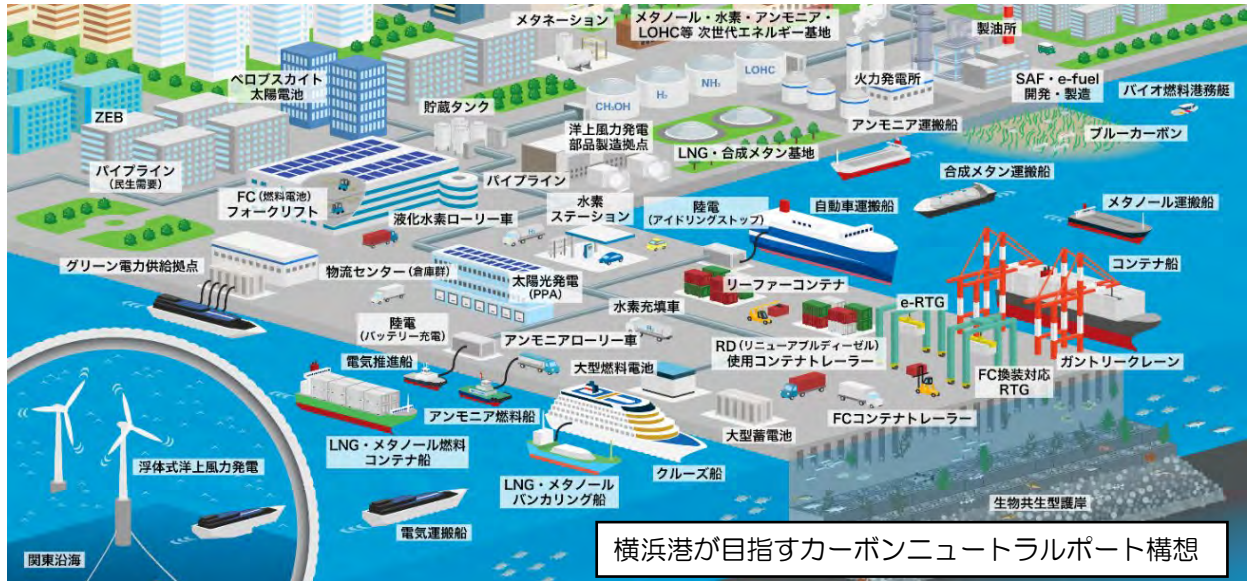 メタネーション
メタノール・水素・アンモニア・
LOHC等 次世代エネルギー基地
製油所
ペロブスカイト
太陽電池
貯蔵タンク
CH₃OH
H₂
NH₃
LOHC
火力発電所
SAF・e-fuel
開発・製造
バイオ燃料港務艇
ZEB
洋上風力発電
部品製造拠点
アンモニア運搬船
ブルーカーボン
LNG・合成メタン基地
パイプライン
(民生需要)
パイプライン
合成メタン運搬船
FC(燃料電池)
フォークリフト
水素
ステーション
陸電
(アイドリングストップ)
自動車運搬船
メタノール運搬船
液化水素ローリー車
H₂
グリーン電力供給拠点
物流センター(倉庫群)
太陽光発電
(PPA)
リーファーコンテナ
コンテナ船
水素充填車
e-RTG
陸電
(バッテリー充電)
アンモニアローリー車
RD(リニューアブルディーゼル)
使用コンテナトレーラー
電気推進船
大型燃料電池
FC換装対応
RTG
ガントリークレーン
アンモニア燃料船
FCコンテナトレーラー
大型蓄電池
LNG・メタノール燃料
コンテナ船
クルーズ船
浮体式洋上風力発電
LNG・メタノール
バンカリング船
生物共生型護岸
電気運搬船
関東沿海
横浜港が目指すカーボンニュートラルポート構想